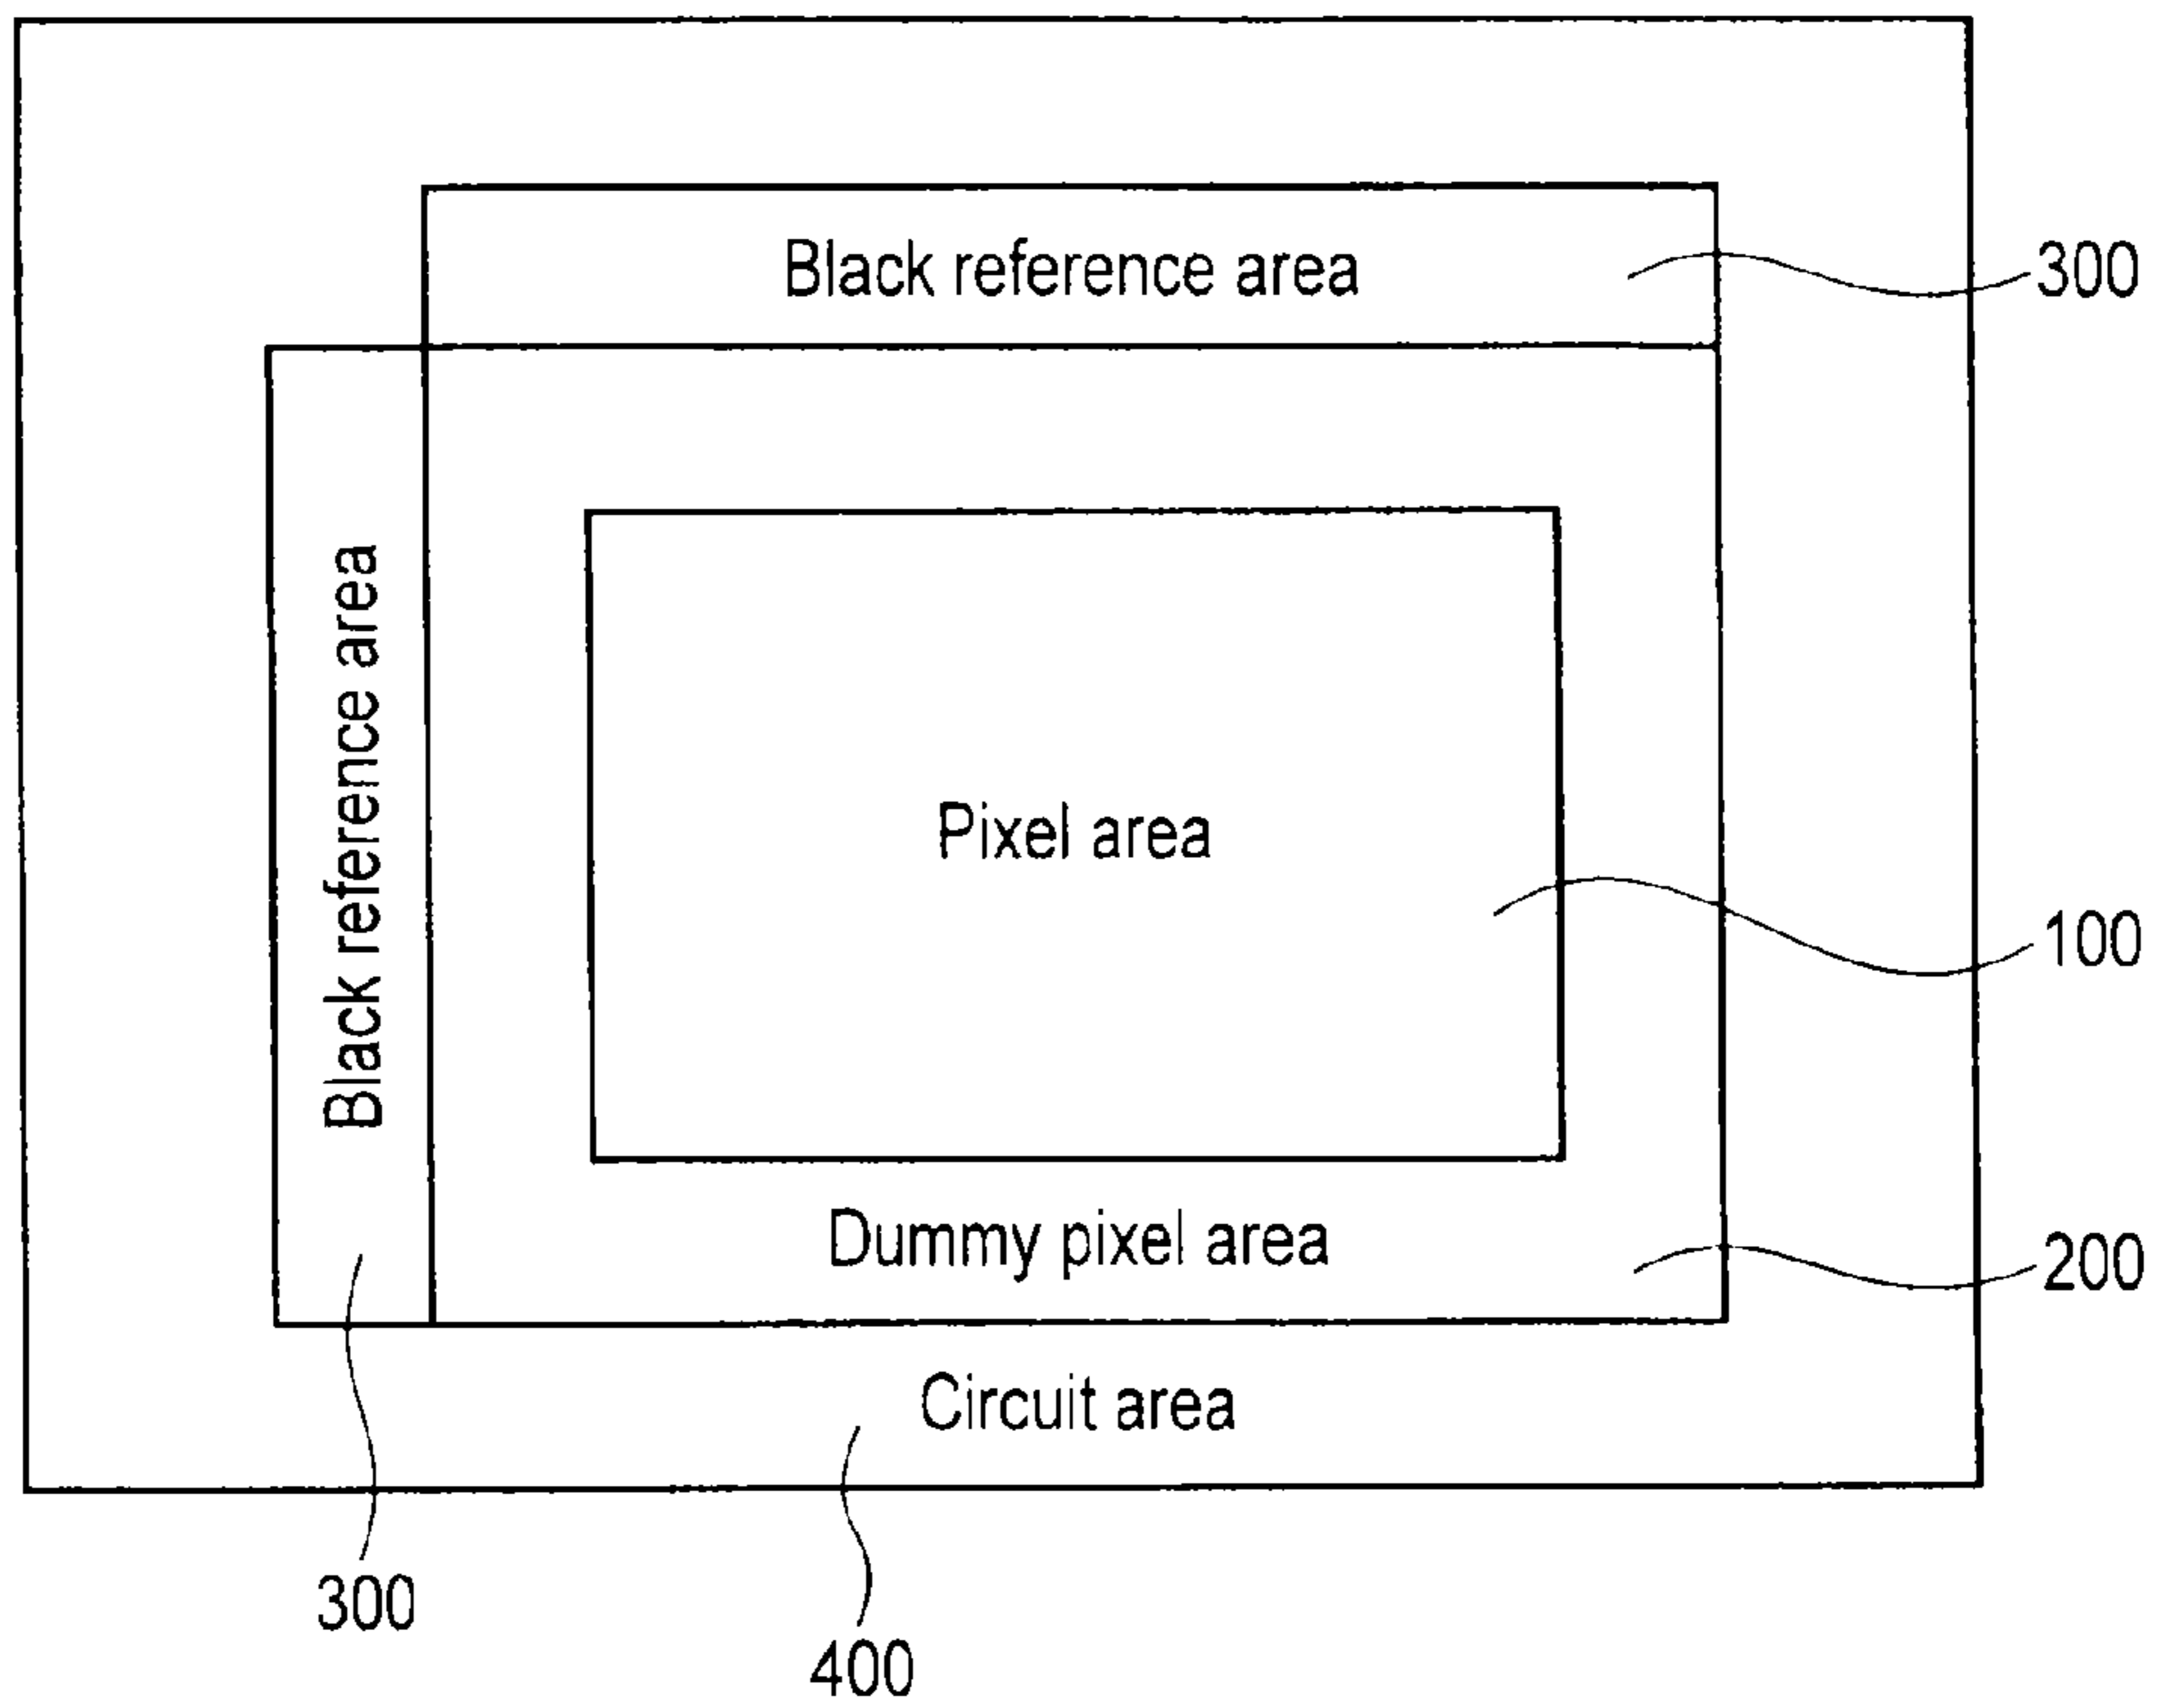 Black reference area
300
Black reference area
Pixel area
100
Dummy pixel area
200
Circuit area
300
400